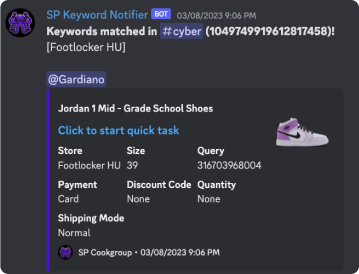 SP Keyword Notifier BOT 03/08/2023 9:06 PM
Keywords matched in #cyber (1049749919612817458)!
[Footlocker HU]
@Gardiano
Jordan 1 Mid - Grade School Shoes
Click to start quick task
Store Size Query
Footlocker HU 39 316703968004
Payment Discount Code Quantity
Card None None
Shipping Mode
Normal
SP Cookgroup • 03/08/2023 9:06 PM